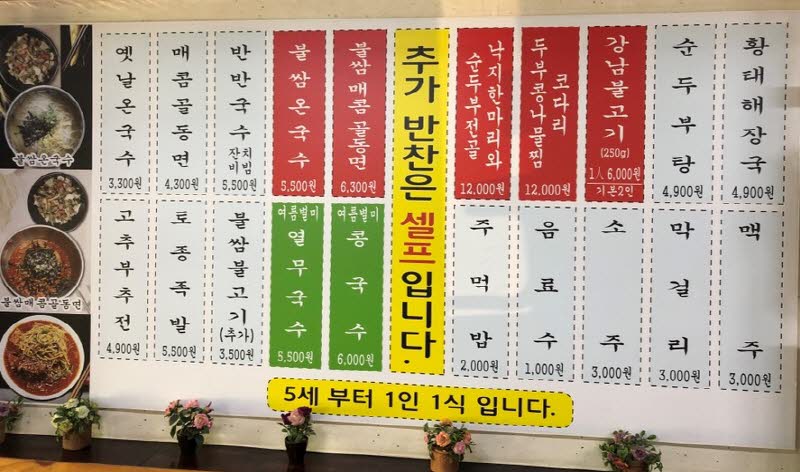 옛날온국수
3,300원
매콤골동면
4,300원
반반국수
잔치
비빔
5,500원
불쌈온국수
5,500원
불쌈매콤골동면
6,300원
추가 반찬은 셀프입니다.
낙지한마리와
순두부전골
12,000원
코다리
두부콩나물찜
12,000원
강남불고기
(250g)
1人 6,000원
기본2인
순두부탕
4,900원
황태해장국
4,900원
고추부추전
4,900원
토종족발
5,500원
불쌈불고기
(추가)
3,500원
여름별미
열무국수
5,500원
여름별미
콩국수
6,000원
주먹밥
2,000원
음료수
1,000원
소주
3,000원
막걸리
3,000원
맥주
3,000원
5세 부터 1인 1식 입니다.
불쌈온국수
불쌈매콤골동면